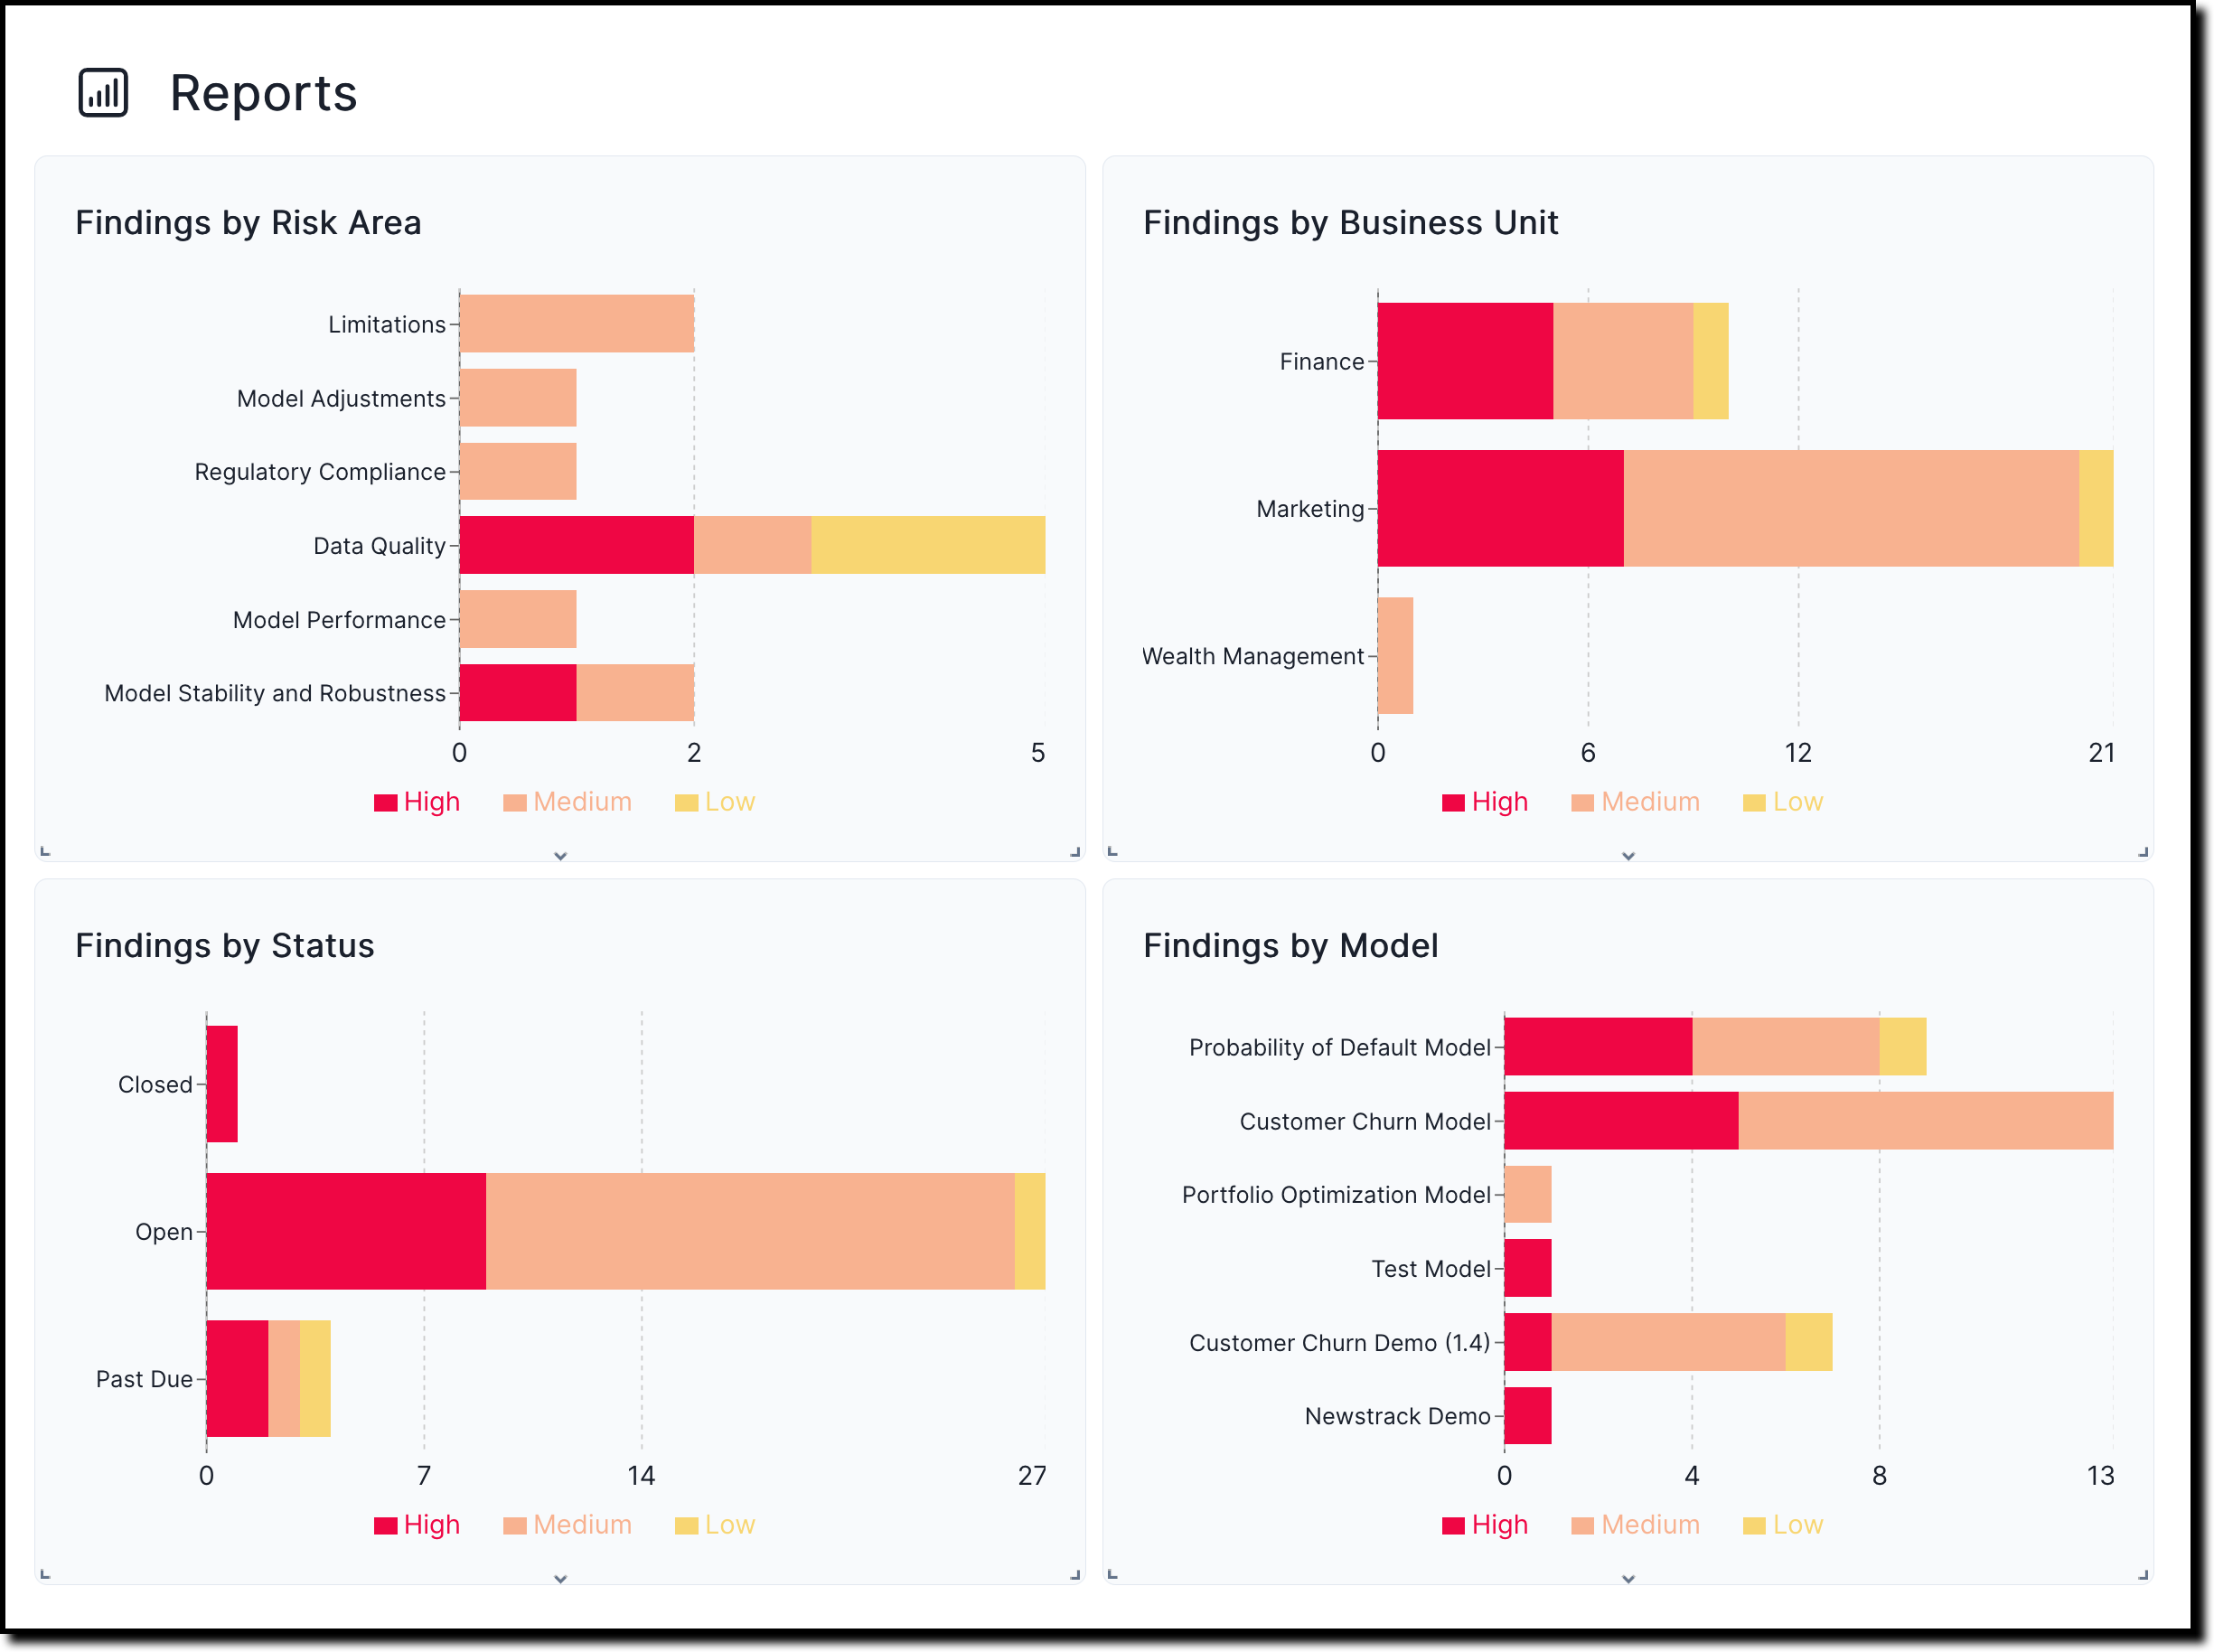 Reports
Findings by Risk Area
Limitations
Model Adjustments
Regulatory Compliance
Data Quality
Model Performance
Model Stability and Robustness
0 2 5
High Medium Low
Findings by Business Unit
Finance
Marketing
Wealth Management
0 6 12 21
High Medium Low
Findings by Status
Closed
Open
Past Due
0 7 14 27
High Medium Low
Findings by Model
Probability of Default Model
Customer Churn Model
Portfolio Optimization Model
Test Model
Customer Churn Demo (1.4)
Newstrack Demo
0 4 8 13
High Medium Low